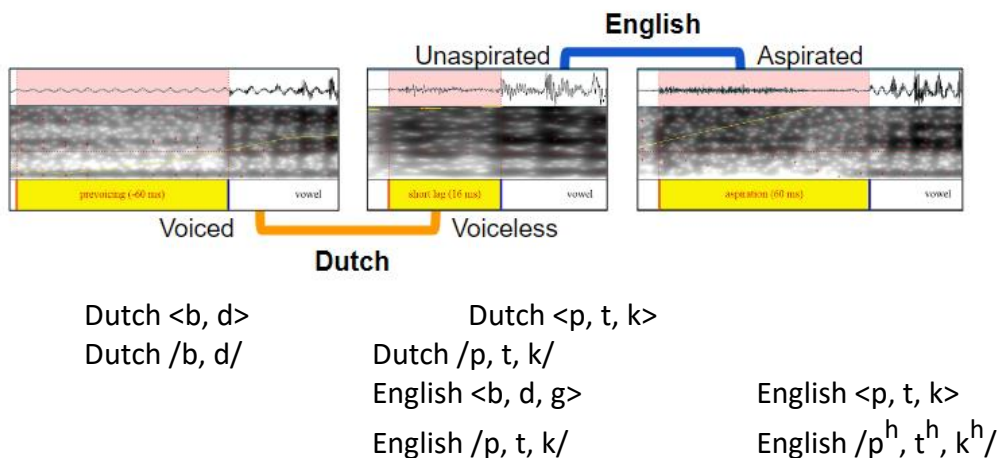 English
Unaspirated Aspirated
prevoicing (-60 ms) vowel short lag (16 ms) vowel aspiration (60 ms) vowel
Voiced Voiceless
Dutch
Dutch <b, d> Dutch <p, t, k>
Dutch /b, d/ Dutch /p, t, k/
English <b, d, g> English <p, t, k>
English /p, t, k/ English /pʰ, tʰ, kʰ/